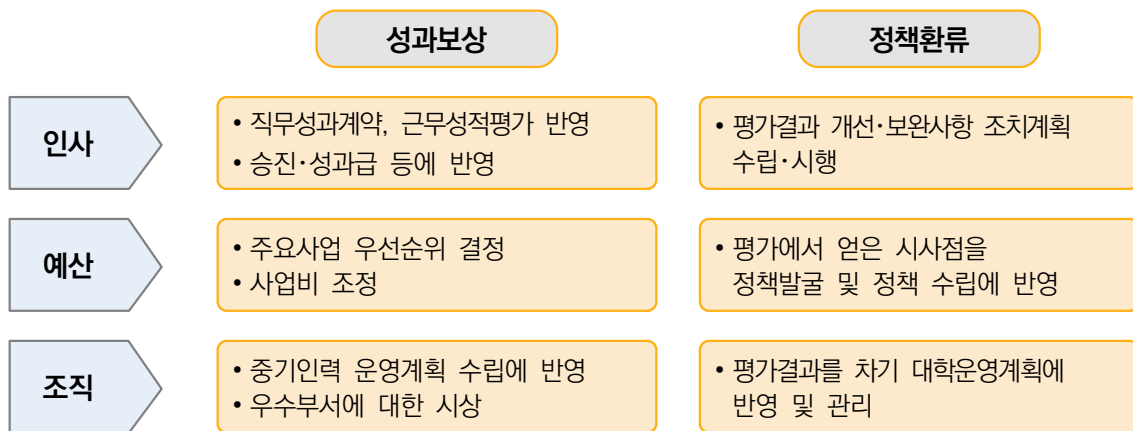 성과보상
정책환류
인사
• 직무성과계약, 근무성적평가 반영
• 승진·성과급 등에 반영
• 평가결과 개선·보완사항 조치계획
수립·시행
예산
• 주요사업 우선순위 결정
• 사업비 조정
• 평가에서 얻은 시사점을
정책발굴 및 정책 수립에 반영
조직
• 중기인력 운영계획 수립에 반영
• 우수부서에 대한 시상
• 평가결과를 차기 대학운영계획에
반영 및 관리